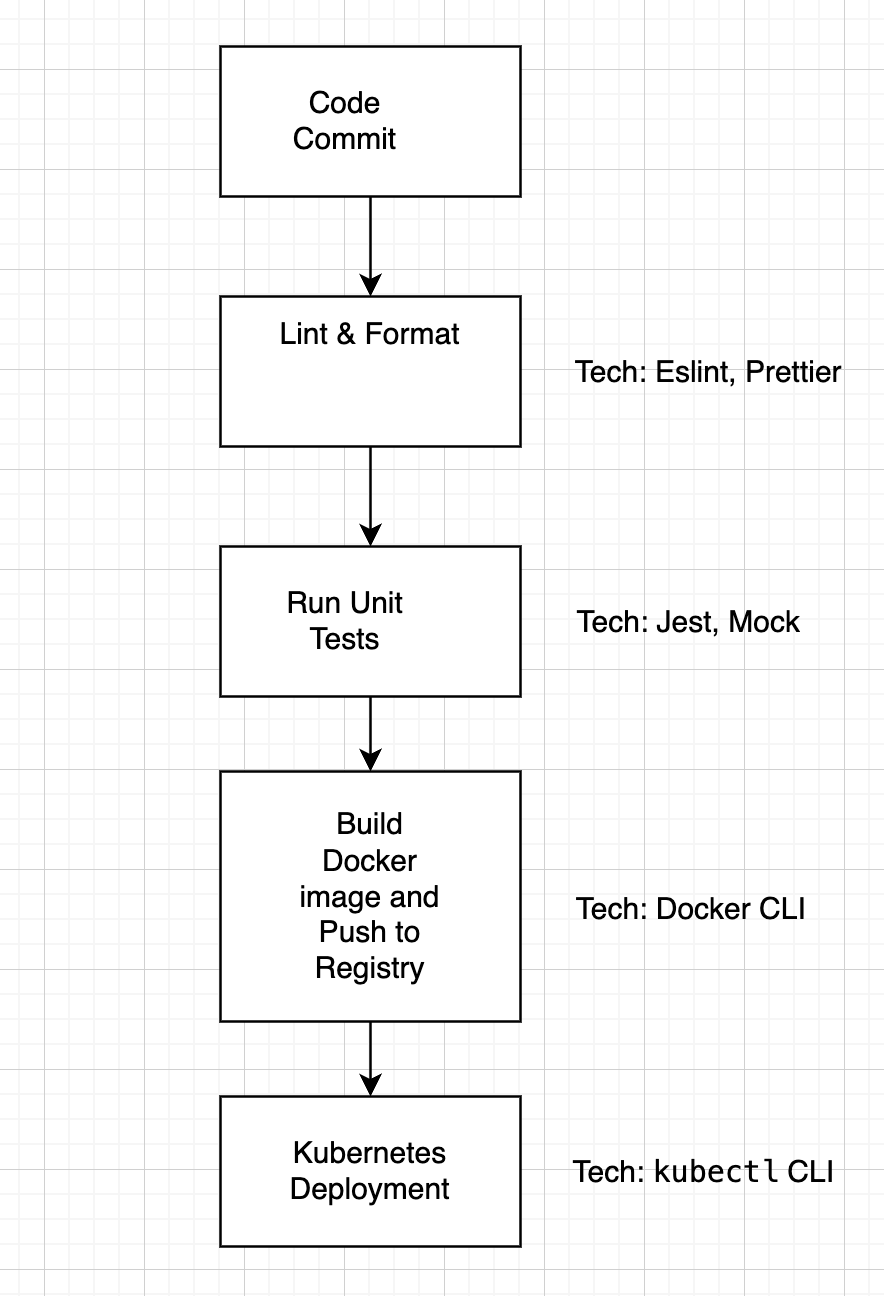 Code
Commit
Lint & Format
Tech: Eslint, Prettier
Run Unit
Tests
Tech: Jest, Mock
Build
Docker
image and
Push to
Registry
Tech: Docker CLI
Kubernetes
Deployment
Tech: kubectl CLI